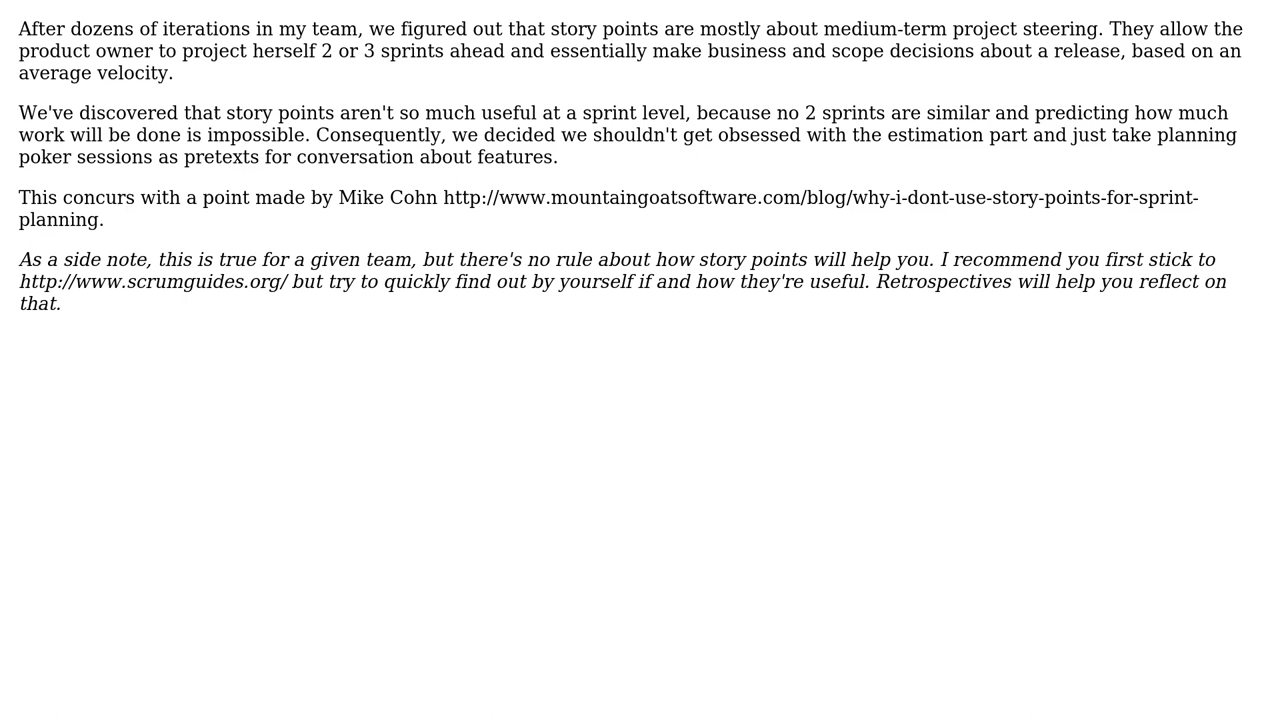 After dozens of iterations in my team, we figured out that story points are mostly about medium-term project steering. They allow the
product owner to project herself 2 or 3 sprints ahead and essentially make business and scope decisions about a release, based on an
average velocity.
We've discovered that story points aren't so much useful at a sprint level, because no 2 sprints are similar and predicting how much
work will be done is impossible. Consequently, we decided we shouldn't get obsessed with the estimation part and just take planning
poker sessions as pretexts for conversation about features.
This concurs with a point made by Mike Cohn http://www.mountaingoatsoftware.com/blog/why-i-dont-use-story-points-for-sprint-
planning.
As a side note, this is true for a given team, but there's no rule about how story points will help you. I recommend you first stick to
http://www.scrumguides.org/ but try to quickly find out by yourself if and how they're useful. Retrospectives will help you reflect on
that.